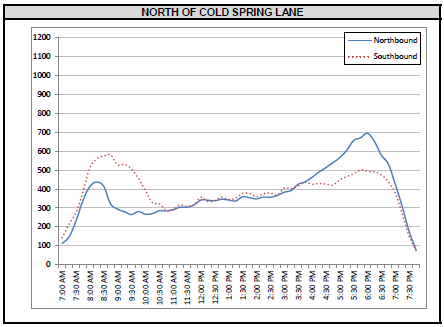 NORTH OF COLD SPRING LANE
Northbound
Southbound
1200
1100
1000
900
800
700
600
500
400
300
200
100
0
7:00 AM
7:30 AM
8:00 AM
8:30 AM
9:00 AM
9:30 AM
10:00 AM
10:30 AM
11:00 AM
11:30 AM
12:00 PM
12:30 PM
1:00 PM
1:30 PM
2:00 PM
2:30 PM
3:00 PM
3:30 PM
4:00 PM
4:30 PM
5:00 PM
5:30 PM
6:00 PM
6:30 PM
7:00 PM
7:30 PM